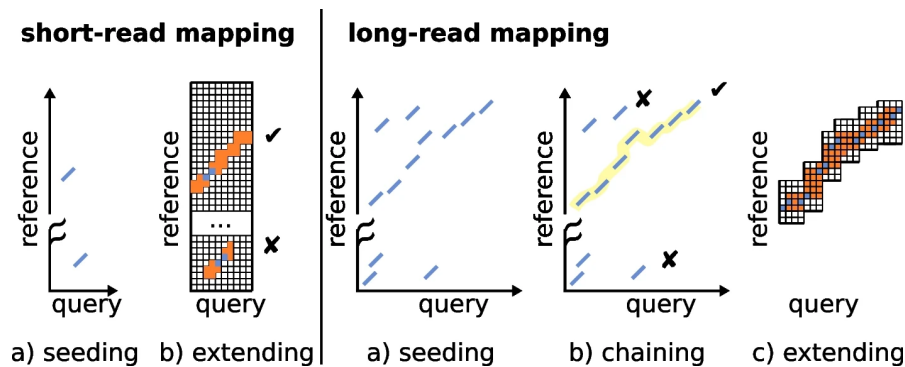 short-read mapping
long-read mapping
reference
query
a) seeding
reference
...
query
b) extending
reference
query
a) seeding
reference
query
b) chaining
reference
query
c) extending